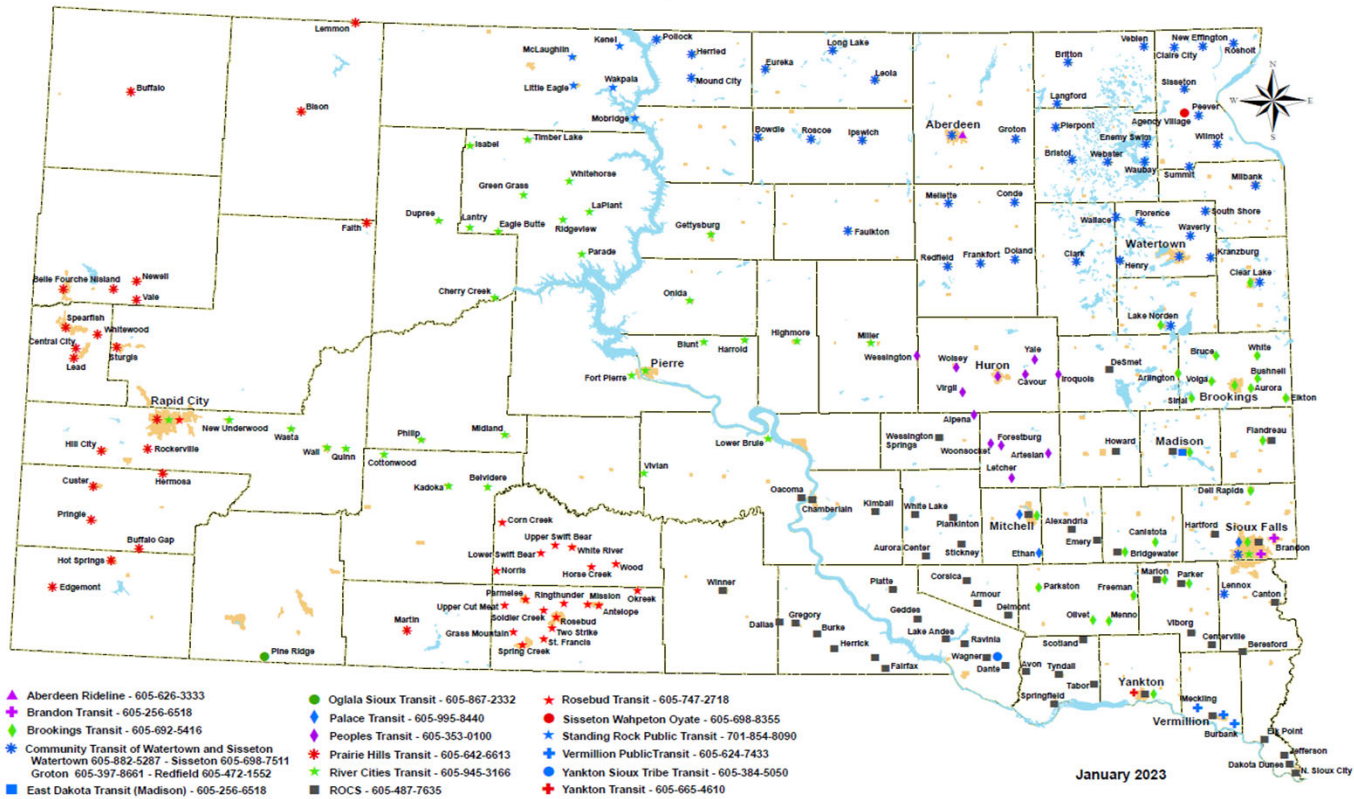 Lemmon
Buffalo
Bison
McLaughlin
Kenel
Pollock
Herried
Mound City
Little Eagle
Wakpala
Mobridge
Long Lake
Eureka
Leola
Bowdle
Roscoe
Ipswich
Aberdeen
Groton
Britton
Langford
Pierpont
Bristol
Webster
Enemy Swim
Waubay
Veblen
New Effington
Claire City
Rosholt
Sisseton
Peever
Agency Village
Wilmot
Summit
Milbank
N
W
E
S
Isabel
Timber Lake
Whitehorse
Green Grass
LaPlant
Dupree
Lantry
Eagle Butte
Ridgeview
Parade
Faith
Gettysburg
Faulkton
Mellette
Conde
Redfield
Frankfort
Doland
Clark
Wallace
Florence
South Shore
Waverly
Watertown
Henry
Kranzburg
Clear Lake
Lake Norden
Cherry Creek
Onida
Belle Fourche
Nisland
Newell
Vale
Spearfish
Whitewood
Central City
Lead
Sturgis
Blunt
Harrold
Highmore
Miller
Wessington
Wolsey
Yale
Huron
Cavour
Iroquois
Virgil
Alpena
DeSmet
Arlington
Bruce
White
Volga
Bushnell
Aurora
Sinai
Brookings
Elkton
Fort Pierre
Pierre
Rapid City
New Underwood
Wasta
Wall
Quinn
Hill City
Rockerville
Hermosa
Custer
Pringle
Buffalo Gap
Hot Springs
Edgemont
Philip
Midland
Cottonwood
Kadoka
Belvidere
Vivian
Lower Brule
Wessington
Springs
Woonsocket
Forestburg
Artesian
Letcher
Howard
Madison
Flandreau
Dell Rapids
Oacoma
Chamberlain
Kimball
White Lake
Plankinton
Aurora Center
Stickney
Mitchell
Alexandria
Emery
Ethan
Canistota
Bridgewater
Hartford
Sioux Falls
Brandon
Corn Creek
Upper Swift Bear
Lower Swift Bear
White River
Norris
Horse Creek
Wood
Parmelee
Ringthunder
Mission
Okreek
Upper Cut Meat
Antelope
Soldier Creek
Rosebud
Grass Mountain
Two Strike
St. Francis
Spring Creek
Martin
Pine Ridge
Winner
Dallas
Gregory
Burke
Herrick
Fairfax
Platte
Corsica
Armour
Geddes
Delmont
Lake Andes
Ravinia
Wagner
Dante
Parkston
Freeman
Olivet
Menno
Marion
Parker
Lennox
Canton
Viborg
Centerville
Beresford
Scotland
Avon
Tyndall
Tabor
Springfield
Yankton
Meckling
Vermillion
Burbank
Elk Point
Jefferson
Dakota Dunes
N. Sioux City
Aberdeen Rideline - 605-626-3333
Brandon Transit - 605-256-6518
Brookings Transit - 605-692-5416
Community Transit of Watertown and Sisseton
Watertown 605-882-5287 - Sisseton 605-698-7511
Groton 605-397-8661 - Redfield 605-472-1552
East Dakota Transit (Madison) - 605-256-6518
Oglala Sioux Transit - 605-867-2332
Palace Transit - 605-995-8440
Peoples Transit - 605-353-0100
Prairie Hills Transit - 605-642-6613
River Cities Transit - 605-945-3166
ROCS - 605-487-7635
Rosebud Transit - 605-747-2718
Sisseton Wahpeton Oyate - 605-698-8355
Standing Rock Public Transit - 701-854-8090
Vermillion PublicTransit - 605-624-7433
Yankton Sioux Tribe Transit - 605-384-5050
Yankton Transit - 605-665-4610
January 2023